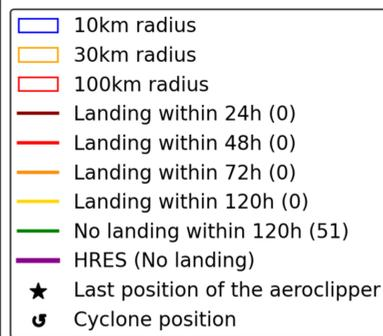 10km radius
30km radius
100km radius
Landing within 24h (0)
Landing within 48h (0)
Landing within 72h (0)
Landing within 120h (0)
No landing within 120h (51)
HRES (No landing)
Last position of the aeroclipper
Cyclone position